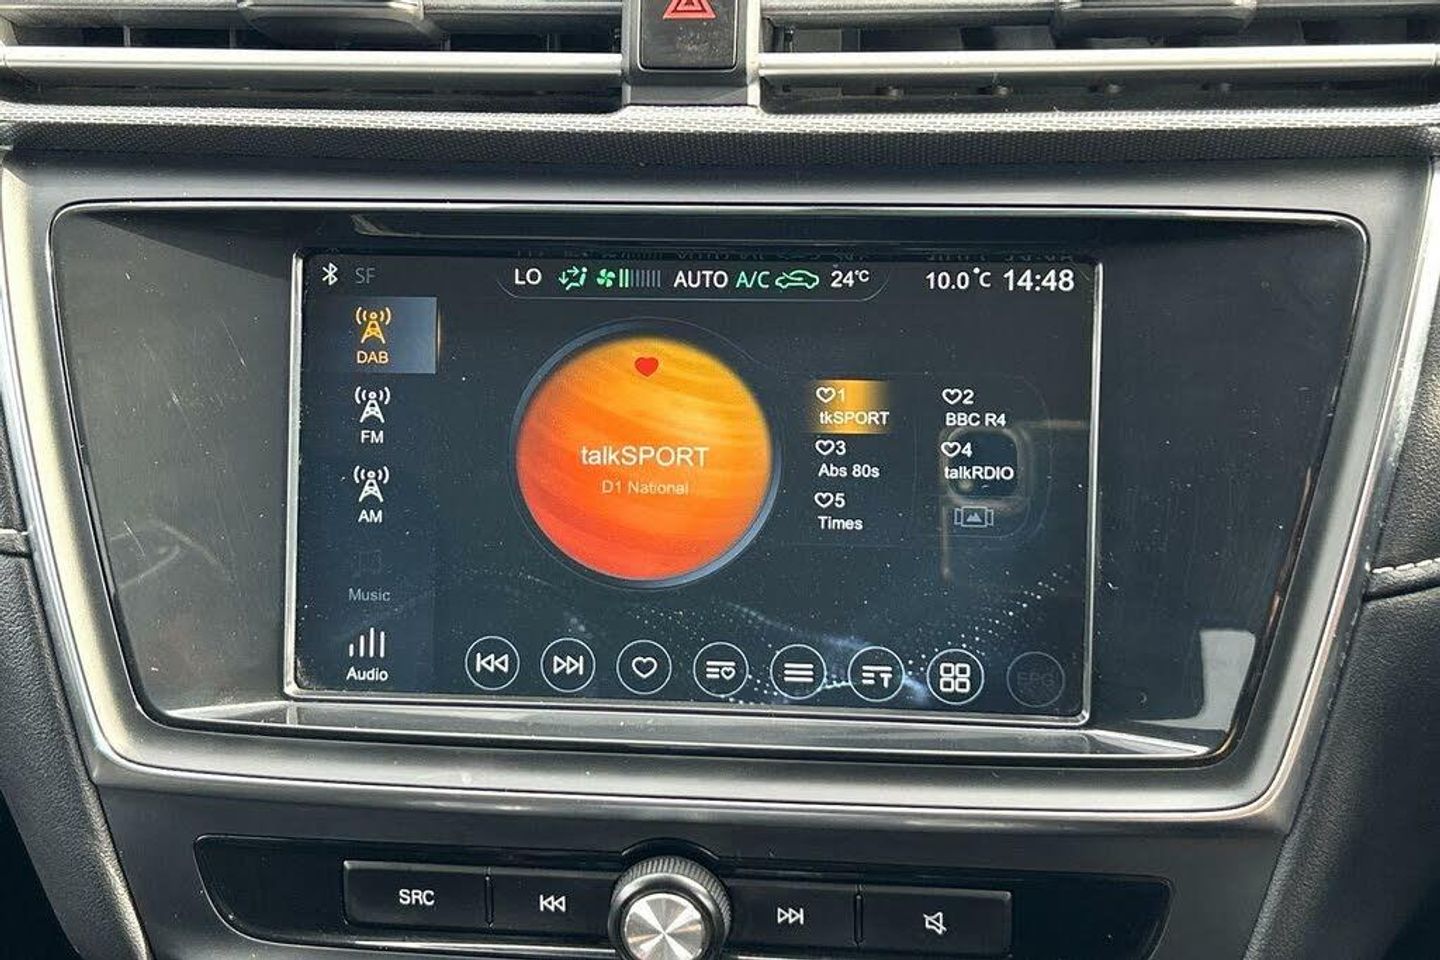 SF LO AUTO A/C 24°C 10.0°C 14:48
DAB
FM
AM
Music
Audio
talkSPORT
D1 National
1
tkSPORT
2
BBC R4
3
Abs 80s
4
talkRDIO
5
Times
EPG
SRC